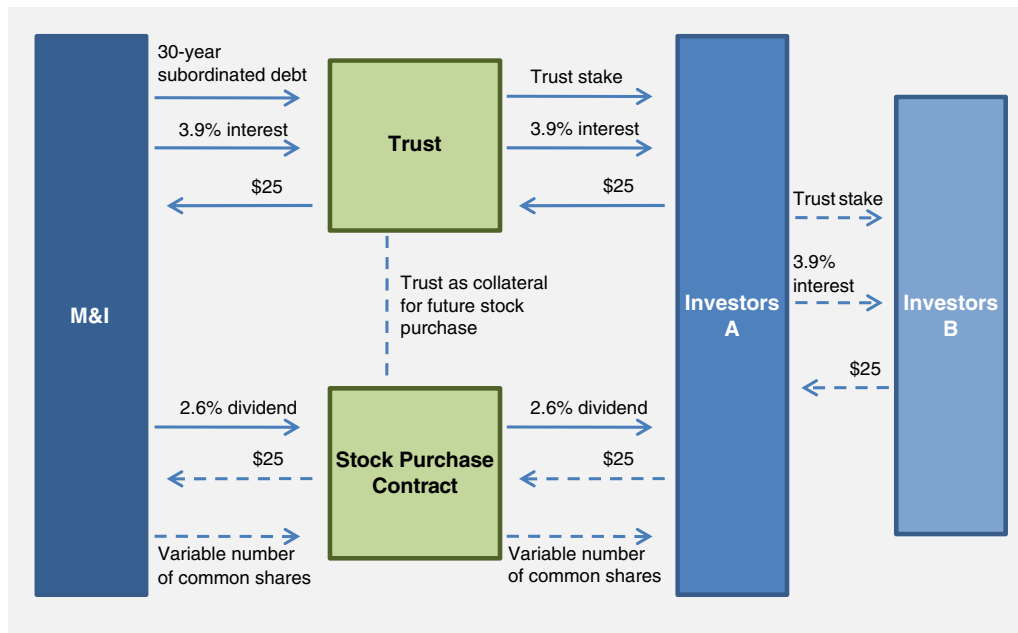 M&I
30-year
subordinated debt
3.9% interest
$25
Trust
Trust stake
3.9% interest
$25
Trust as collateral
for future stock
purchase
2.6% dividend
$25
Variable number
of common shares
Stock Purchase
Contract
2.6% dividend
$25
Variable number
of common shares
Investors
A
Trust stake
3.9%
interest
$25
Investors
B